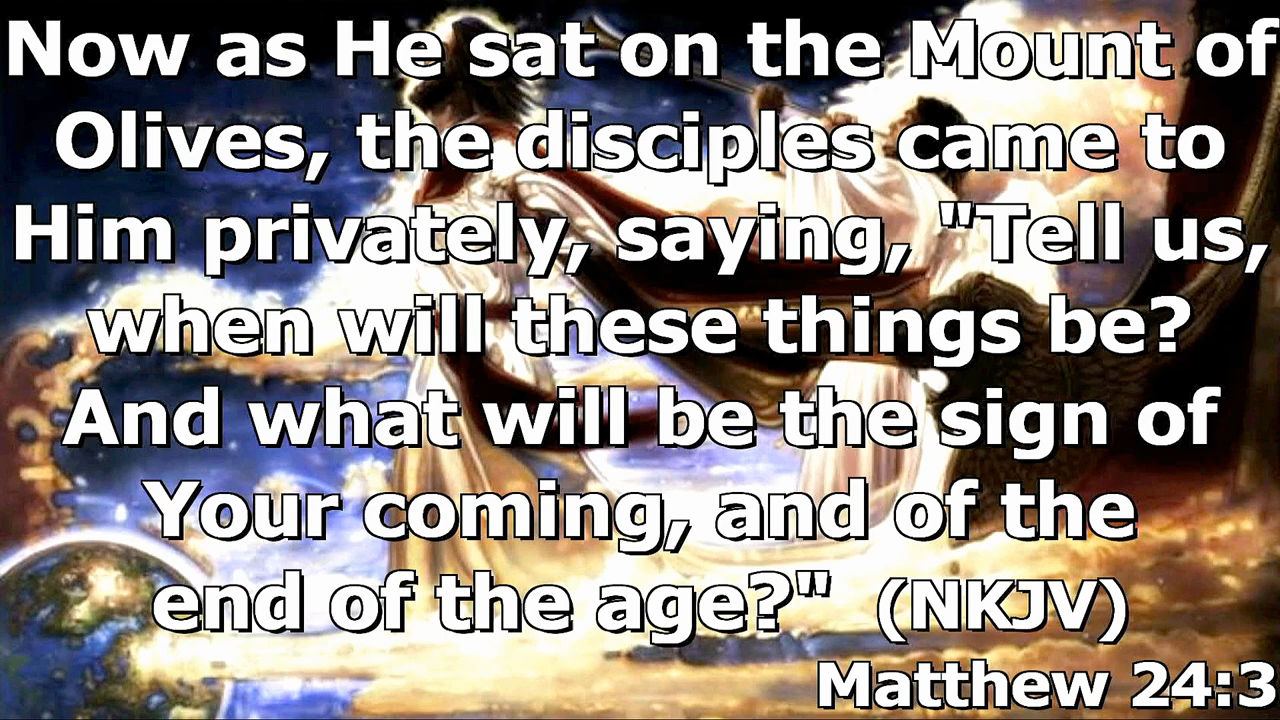 Now as He sat on the Mount of
Olives, the disciples came to
Him privately, saying, "Tell us,
when will these things be?
And what will be the sign of
Your coming, and of the
end of the age?" (NKJV)
Matthew 24:3